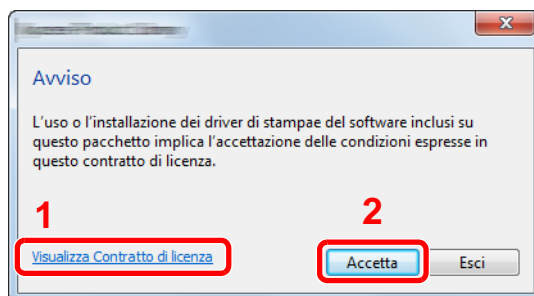 Avviso
L'uso o l'installazione dei driver di stampae del software inclusi su
questo pacchetto implica l'accettazione delle condizioni espresse in
questo contratto di licenza.
1
2
Visualizza Contratto di licenza
Accetta
Esci